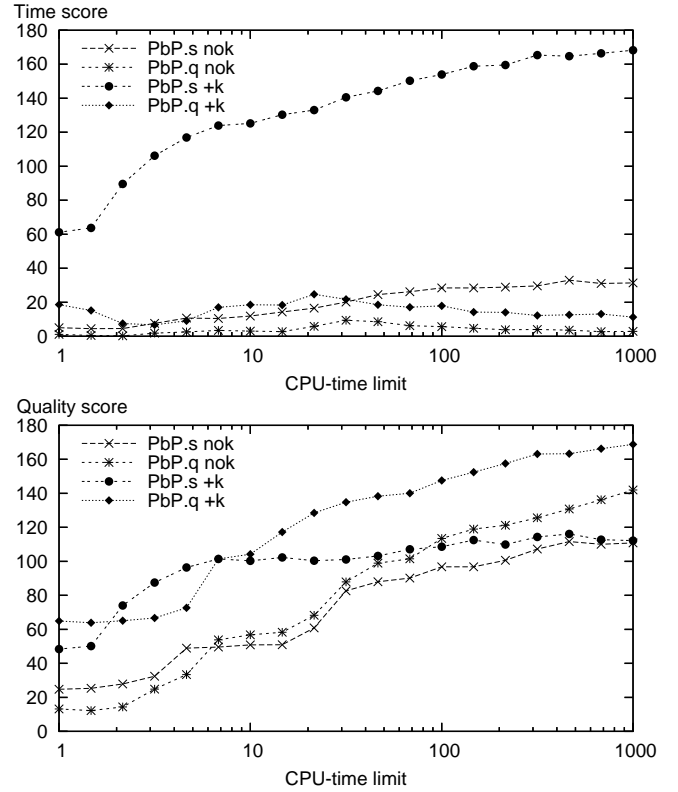 Time score
180
160
140
120
100
80
60
40
20
0
PbP.s nok
PbP.q nok
PbP.s +k
PbP.q +k
1 10 100 1000
CPU-time limit
Quality score
180
160
140
120
100
80
60
40
20
0
PbP.s nok
PbP.q nok
PbP.s +k
PbP.q +k
1 10 100 1000
CPU-time limit